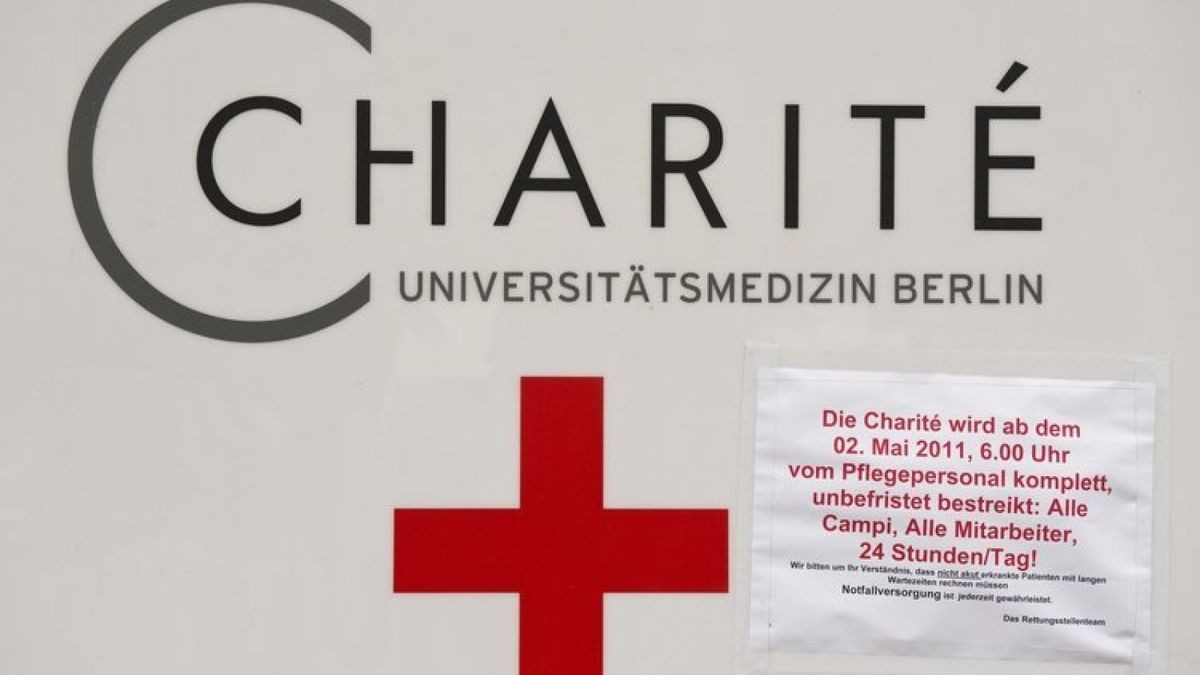 CHARITÉ
UNIVERSITÄTSMEDIZIN BERLIN
Die Charité wird ab dem
02. Mai 2011, 6.00 Uhr
vom Pflegepersonal komplett,
unbefristet bestreikt: Alle
Campi, Alle Mitarbeiter,
24 Stunden/Tag!
Wir bitten um Ihr Verständnis, dass nicht akut erkrankte Patienten mit langen
Wartezeiten rechnen müssen
Notfallversorgung ist jederzeit gewährleistet.
Das Rettungsstellenteam